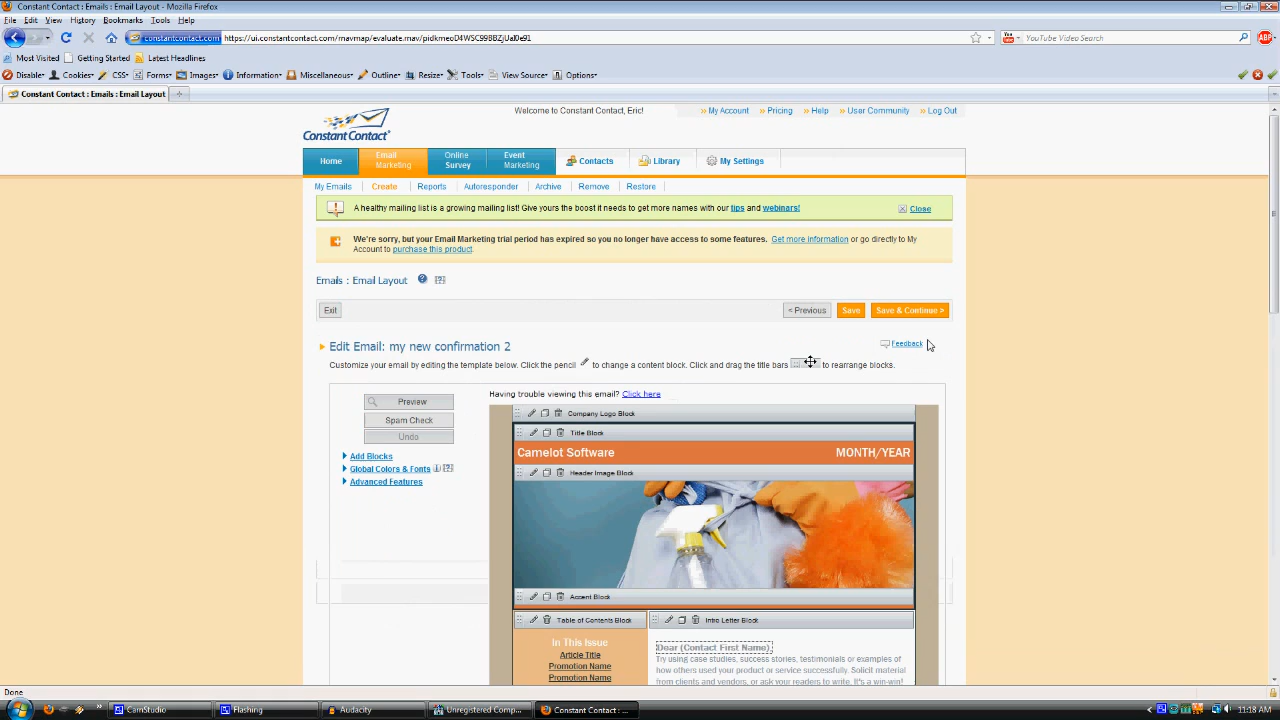 Constant Contact : Emails : Email Layout - Mozilla Firefox
File Edit View History Bookmarks Tools Help
constantcontact.com
YouTube Video Search
Most Visited Getting Started Latest Headlines
Disable Cookies CSS Forms Images Information Miscellaneous Outline Resize Tools View Source Options
Constant Contact : Emails : Email Layout
Welcome to Constant Contact, Eric! My Account Pricing Help User Community Log Out
Constant Contact
Home Email Marketing Online Survey Event Marketing Contacts Library My Settings
My Emails Create Reports Autoresponder Archive Remove Restore
A healthy mailing list is a growing mailing list! Give yours the boost it needs to get more names with our tips and webinars! Close
We're sorry, but your Email Marketing trial period has expired so you no longer have access to some features. Get more information or go directly to My
Account to purchase this product.
Emails : Email Layout
Exit < Previous Save Save & Continue >
Edit Email: my new confirmation 2 Feedback
Customize your email by editing the template below. Click the pencil to change a content block. Click and drag the title bars to rearrange blocks.
Having trouble viewing this email? Click here
Preview
Spam Check
Undo
Add Blocks
Global Colors & Fonts
Advanced Features
Company Logo Block
Title Block
Camelot Software MONTH/YEAR
Header Image Block
Accent Block
Table of Contents Block Intro Letter Block
In This Issue
Article Title
Promotion Name
Promotion Name
Dear (Contact First Name),
Try using case studies, success stories, testimonials or examples of
how others used your product or service successfully. Solicit material
from clients and vendors, or ask your readers to write. It's a win-win!
Done
CamStudio Flashing Audacity Unregistered Comp... Constant Contact : ... 11:18 AM